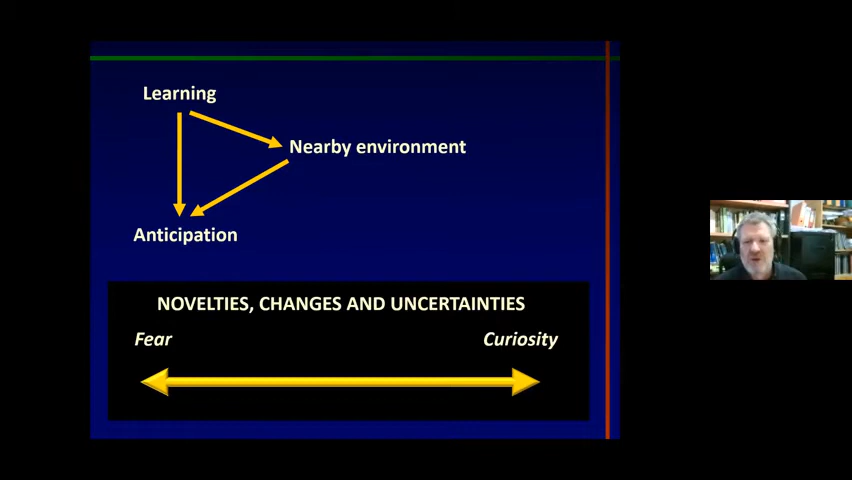 Learning
Nearby environment
Anticipation
NOVELTIES, CHANGES AND UNCERTAINTIES
Fear
Curiosity